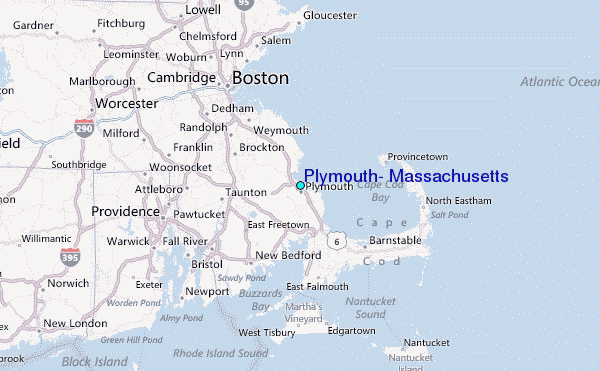 Lowell
95
Gloucester
Gardner
Fitchburg
Chelmsford
Salem
Leominster
Woburn
Lynn
Marlborough
Cambridge
Boston
Atlantic Ocean
Worcester
Dedham
290
Milford
Randolph
Weymouth
Franklin
Brockton
Southbridge
Woonsocket
Provincetown
Plymouth, Massachusetts
Plymouth
Attleboro
Taunton
Cape Cod
Bay
North Eastham
Salt Pond
Providence
Pawtucket
East Freetown
Cape
Willimantic
Warwick
Fall River
6
Barnstable
395
Bristol
New Bedford
Cod
Norwich
Exeter
Sawdy Pond
East Falmouth
Worden Pond
Newport
Buzzards
Bay
Martha's
Vineyard
Nantucket
Sound
New London
Almy Pond
West Tisbury
Edgartown
Green Hill Pond
Nantucket
Block Island
Rhode Island Sound
Nantucket
Island